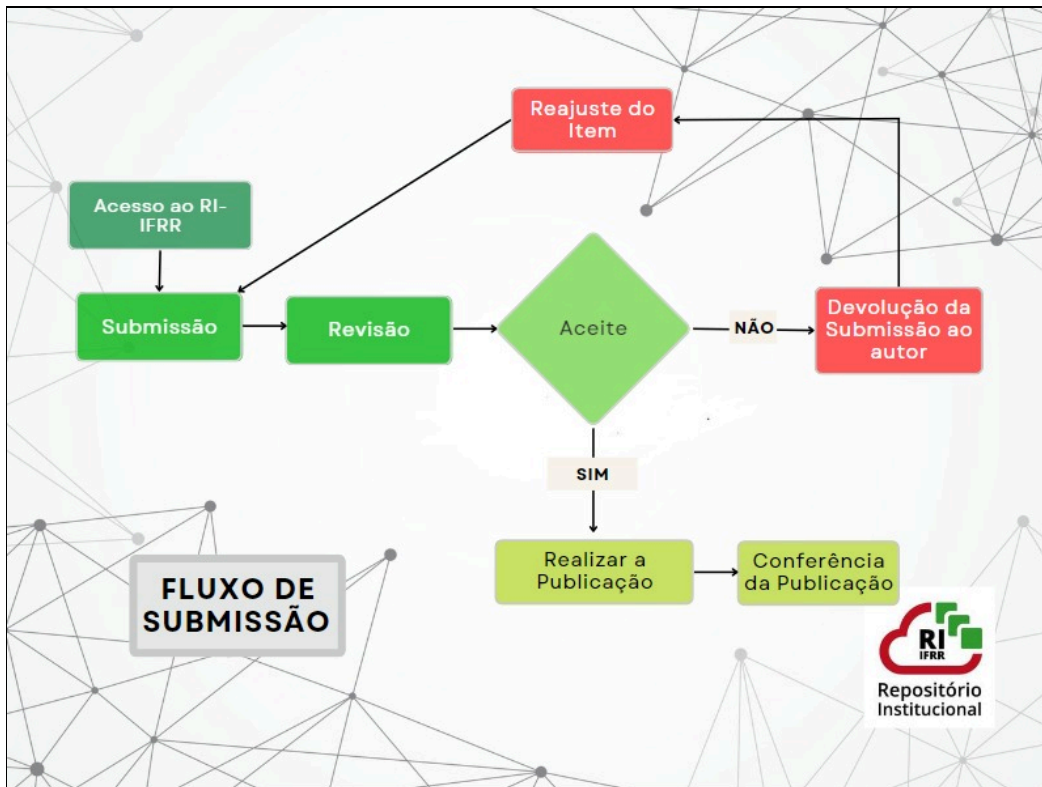 Reajuste do
Item
Acesso ao RI-
IFRR
Submissão
Revisão
Aceite
NÃO
Devolução da
Submissão ao
autor
SIM
Realizar a
Publicação
Conferência
da Publicação
FLUXO DE
SUBMISSÃO
RI
IFRR
Repositório
Institucional